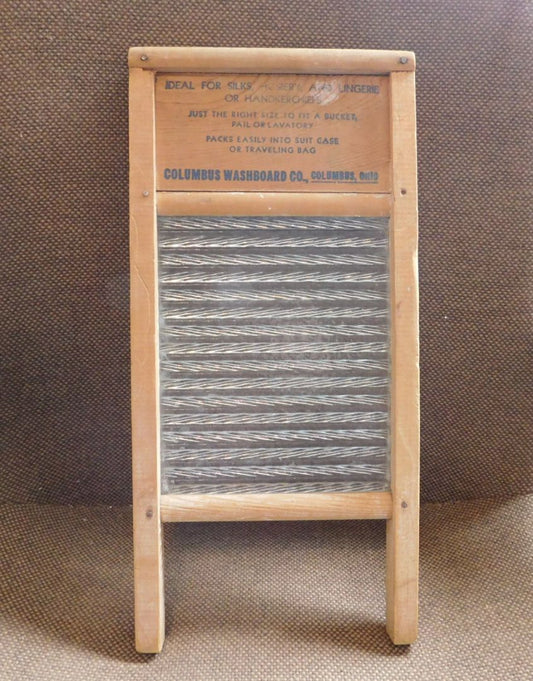 IDEAL FOR SILKS, HOSIERY AND LINGERIE
OR HANDKERCHIEFS
JUST THE RIGHT SIZE TO FIT A BUCKET,
PAIL OR LAVATORY
PACKS EASILY INTO SUIT CASE
OR TRAVELING BAG
COLUMBUS WASHBOARD CO., COLUMBUS, OHIO